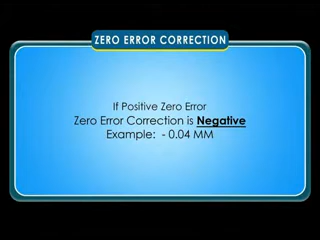 ZERO ERROR CORRECTION
If Positive Zero Error
Zero Error Correction is Negative
Example:  - 0.04 MM